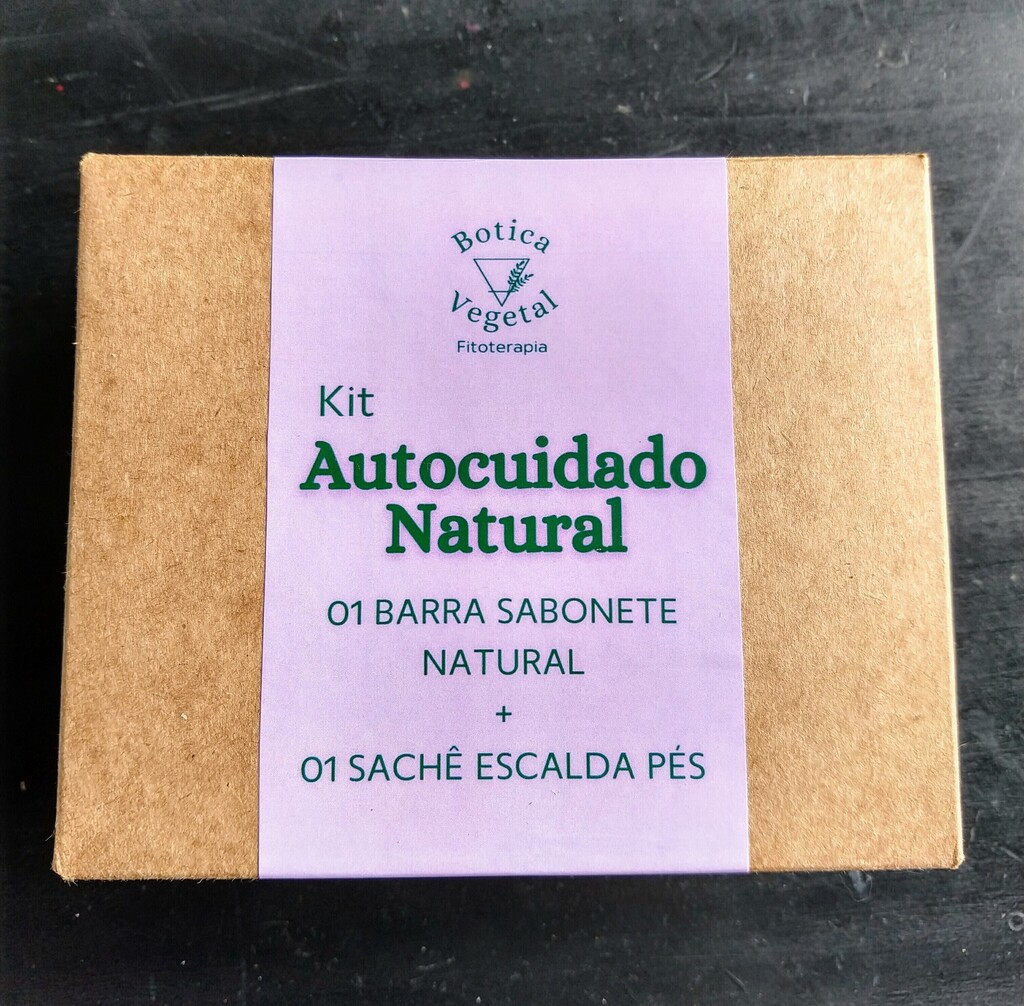 Botica
Vegetal
Fitoterapia
Kit
Autocuidado
Natural
01 BARRA SABONETE
NATURAL
+
01 SACHÊ ESCALDA PÉS